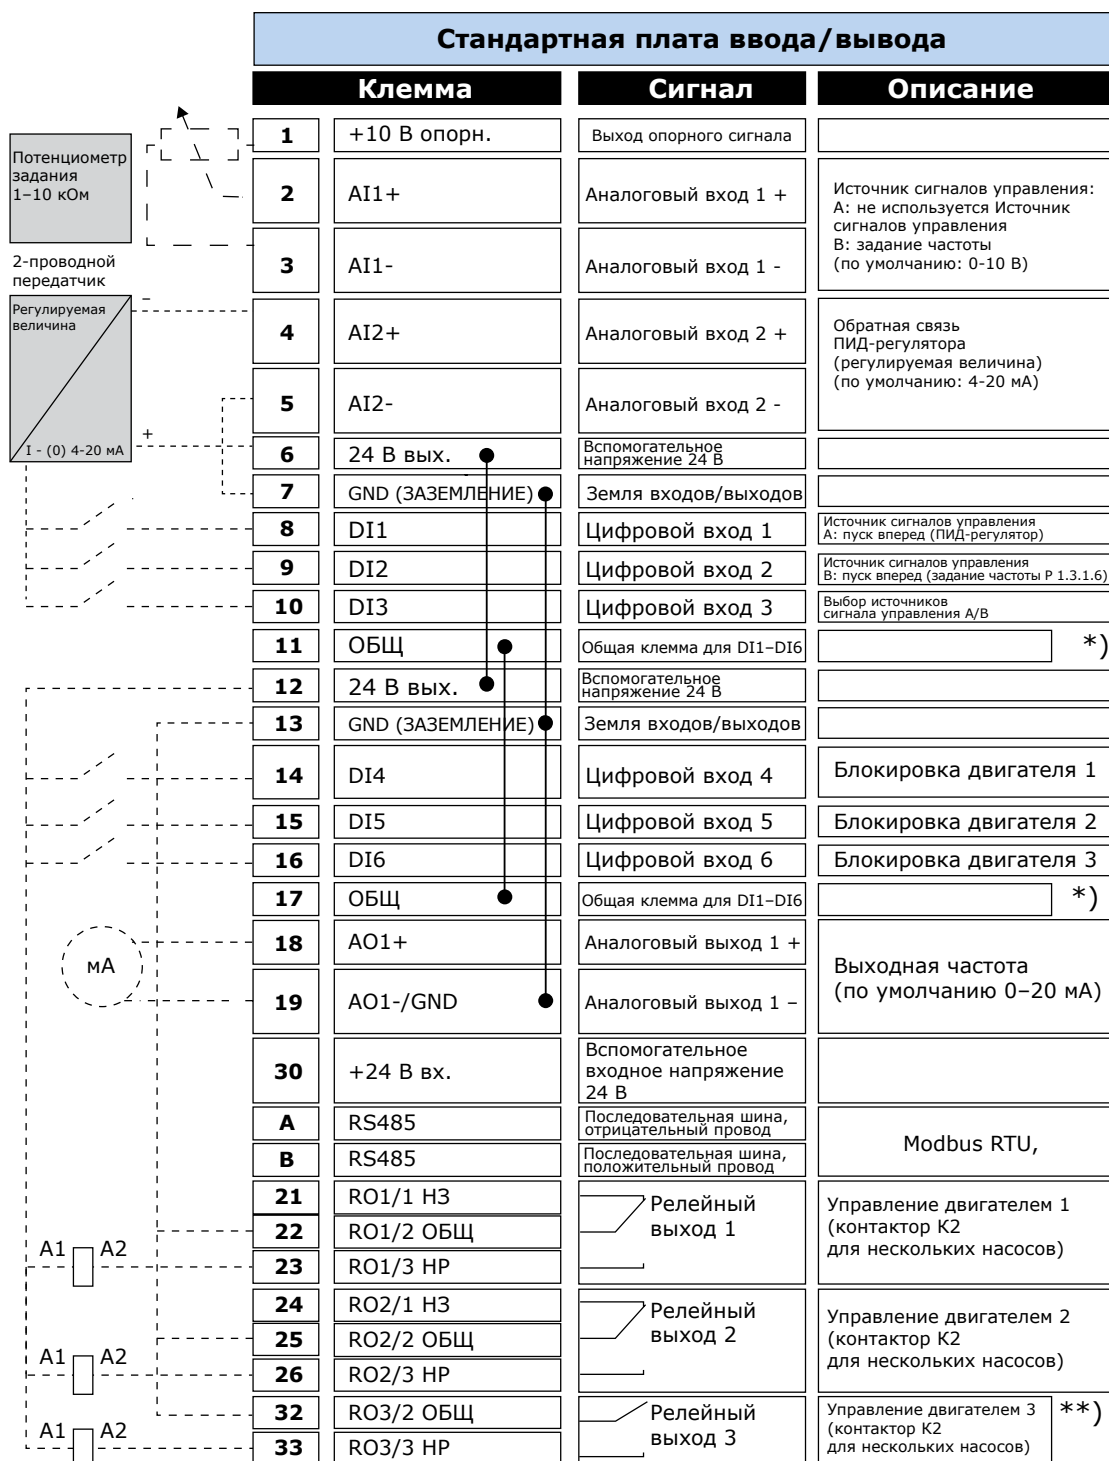 Стандартная плата ввода/вывода
Клемма Сигнал Описание
Потенциометр
задания
1–10 кОм
1 +10 В опорн. Выход опорного сигнала
2 AI1+ Аналоговый вход 1 +
Источник сигналов управления:
A: не используется Источник
сигналов управления
B: задание частоты
(по умолчанию: 0-10 В)
3 AI1- Аналоговый вход 1 -
2-проводной
передатчик
Регулируемая
величина
–
+
I - (0) 4-20 мА
4 AI2+ Аналоговый вход 2 +
Обратная связь
ПИД-регулятора
(регулируемая величина)
(по умолчанию: 4-20 мА)
5 AI2- Аналоговый вход 2 -
6 24 В вых. Вспомогательное
напряжение 24 В
7 GND (ЗАЗЕМЛЕНИЕ) Земля входов/выходов
8 DI1 Цифровой вход 1 Источник сигналов управления
A: пуск вперед (ПИД-регулятор)
9 DI2 Цифровой вход 2 Источник сигналов управления
B: пуск вперед (задание частоты P 1.3.1.6)
10 DI3 Цифровой вход 3 Выбор источников
сигнала управления A/B
11 ОБЩ Общая клемма для DI1–DI6 *)
12 24 В вых. Вспомогательное
напряжение 24 В
13 GND (ЗАЗЕМЛЕНИЕ) Земля входов/выходов
14 DI4 Цифровой вход 4 Блокировка двигателя 1
15 DI5 Цифровой вход 5 Блокировка двигателя 2
16 DI6 Цифровой вход 6 Блокировка двигателя 3
17 ОБЩ Общая клемма для DI1–DI6 *)
мА
18 AO1+ Аналоговый выход 1 +
Выходная частота
(по умолчанию 0–20 мА)
19 AO1-/GND Аналоговый выход 1 –
30 +24 В вх. Вспомогательное
входное напряжение
24 В
A RS485 Последовательная шина,
отрицательный провод
Modbus RTU,
B RS485 Последовательная шина,
положительный провод
21 RO1/1 НЗ
22 RO1/2 ОБЩ
23 RO1/3 НР
Релейный
выход 1
Управление двигателем 1
(контактор K2
для нескольких насосов)
A1 A2
24 RO2/1 НЗ
25 RO2/2 ОБЩ
26 RO2/3 НР
Релейный
выход 2
Управление двигателем 2
(контактор K2
для нескольких насосов)
A1 A2
32 RO3/2 ОБЩ
33 RO3/3 НР
Релейный
выход 3
Управление двигателем 3
(контактор K2
для нескольких насосов)
**)
A1 A2